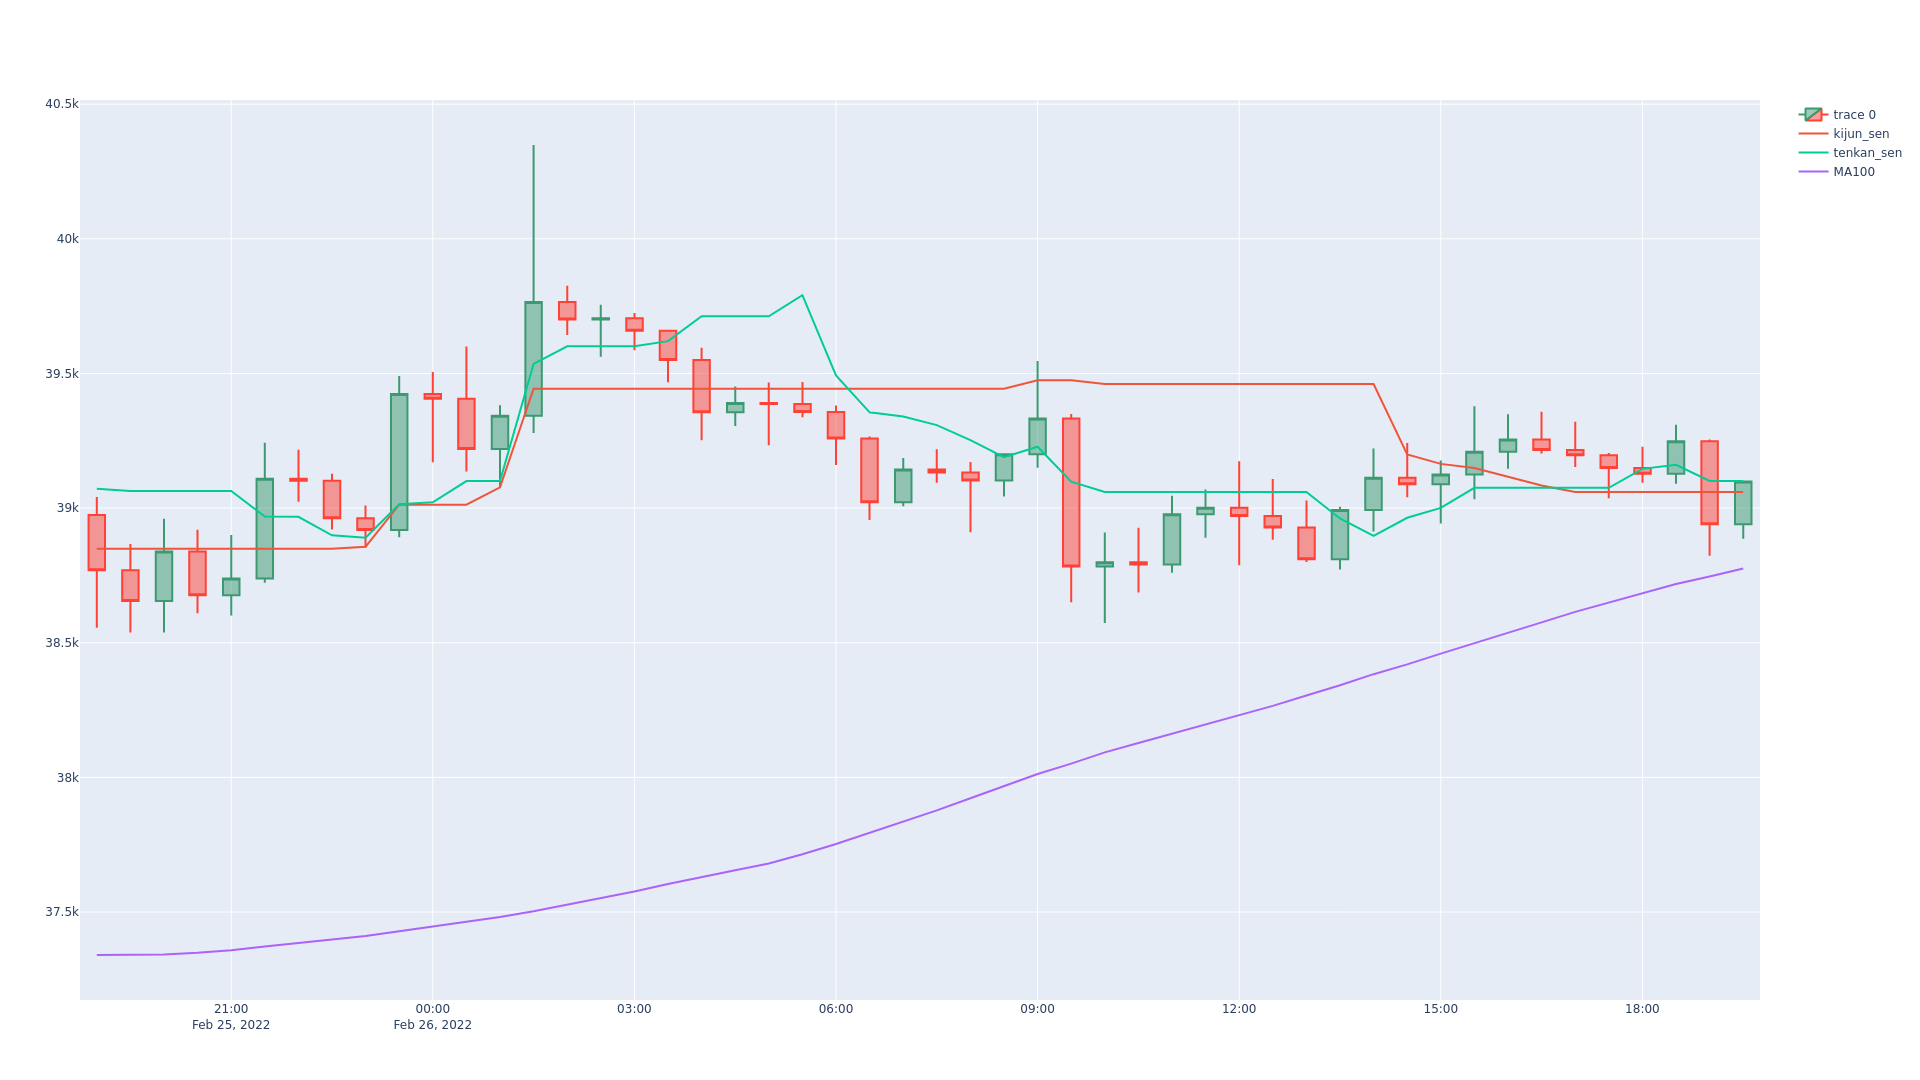 40.5k
40k
39.5k
39k
38.5k
38k
37.5k
21:00
Feb 25, 2022
00:00
Feb 26, 2022
03:00
06:00
09:00
12:00
15:00
18:00
trace 0
kijun_sen
tenkan_sen
MA100